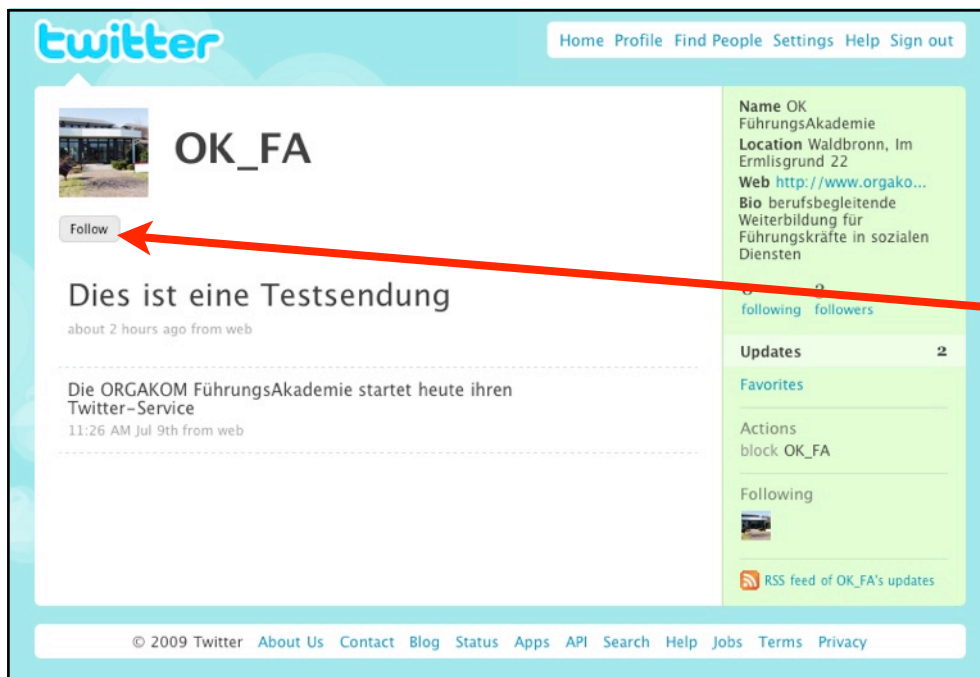 twitter
Home Profile Find People Settings Help Sign out
OK_FA
Follow
Dies ist eine Testsendung
about 2 hours ago from web
Die ORGAKOM FührungsAkademie startet heute ihren
Twitter-Service
11:26 AM Jul 9th from web
Name OK
FührungsAkademie
Location Waldbronn, Im
Ermlisgrund 22
Web http://www.orgako...
Bio berufsbegleitende
Weiterbildung für
Führungskräfte in sozialen
Diensten
following followers
Updates 2
Favorites
Actions
block OK_FA
Following
RSS feed of OK_FA's updates
© 2009 Twitter About Us Contact Blog Status Apps API Search Help Jobs Terms Privacy